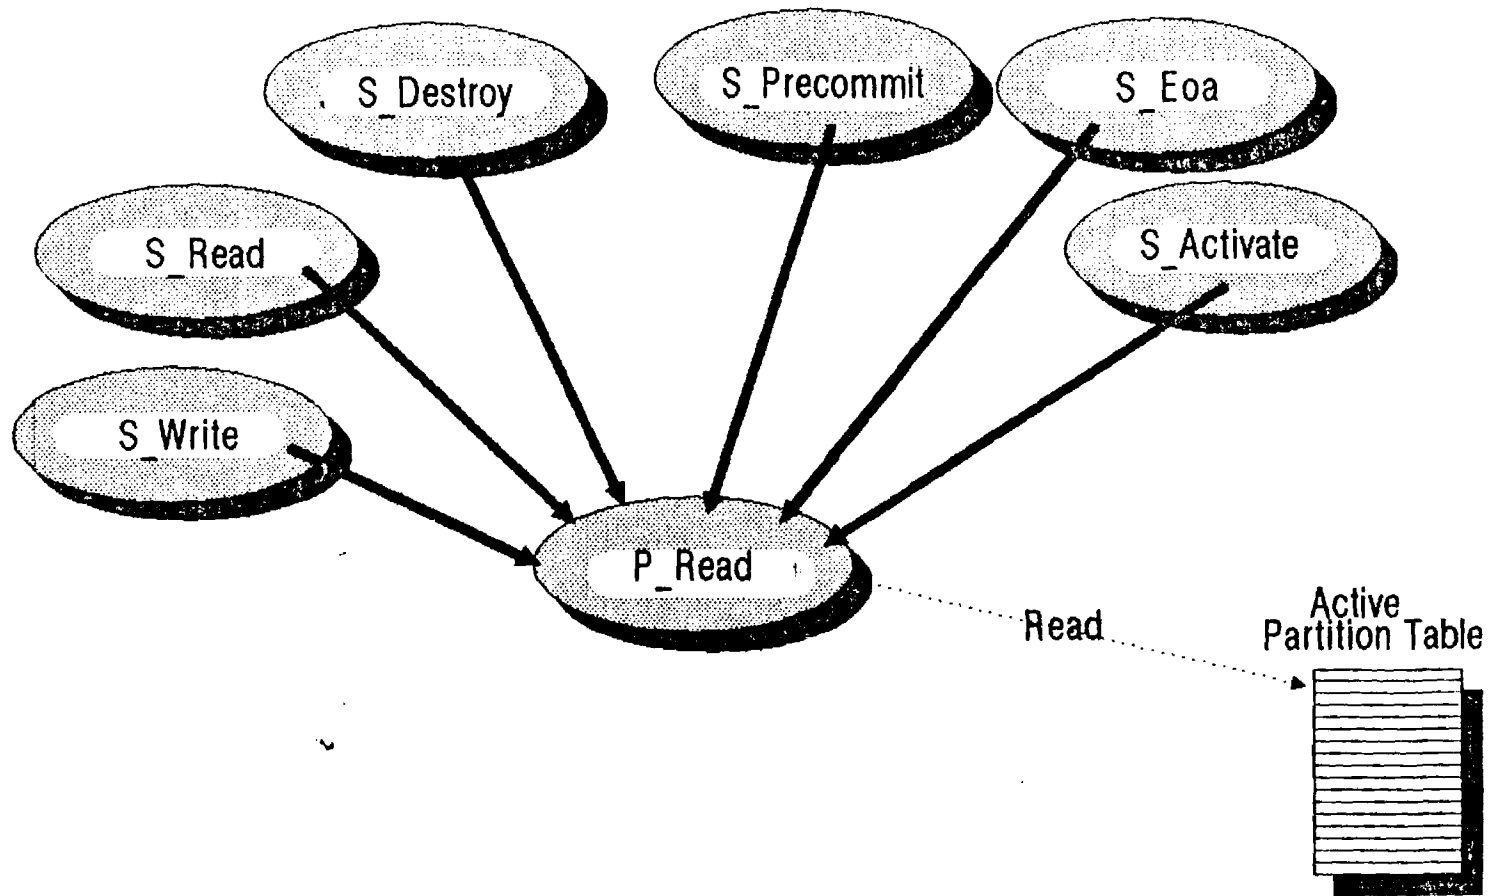 S_Destroy
S_Precommit
S_Eoa
S_Read
S_Activate
S_Write
P_Read
Read
Active
Partition Table